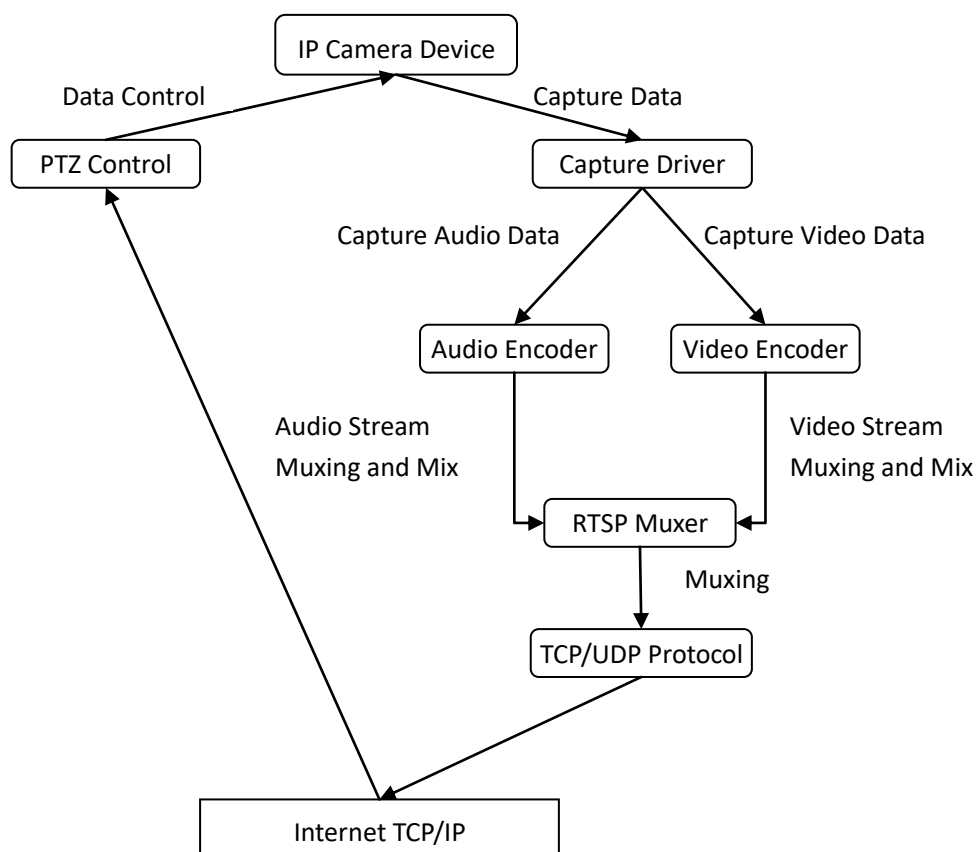 IP Camera Device
Data Control
Capture Data
PTZ Control
Capture Driver
Capture Audio Data
Capture Video Data
Audio Encoder
Video Encoder
Audio Stream
Muxing and Mix
Video Stream
Muxing and Mix
RTSP Muxer
Muxing
TCP/UDP Protocol
Internet TCP/IP